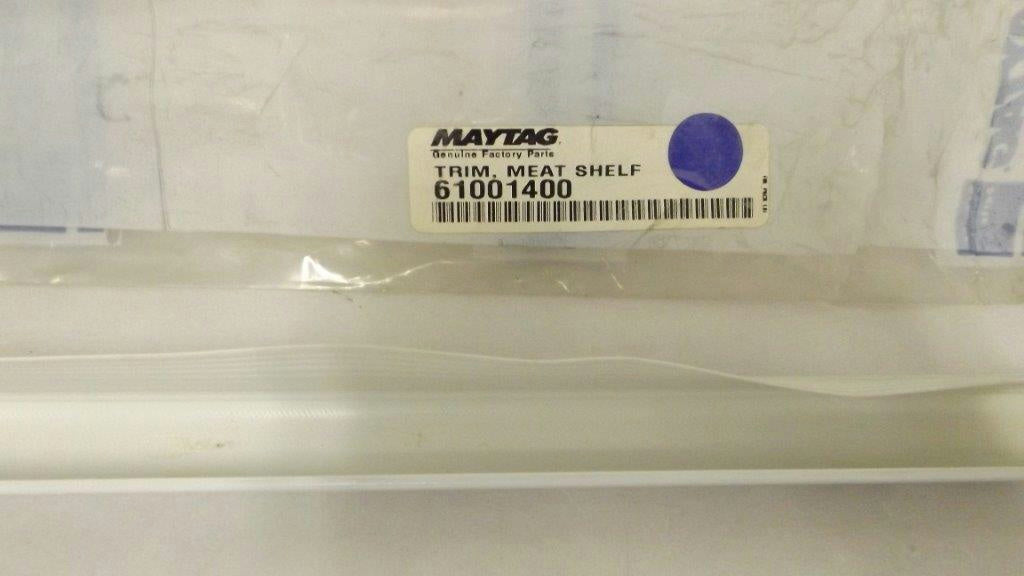 MAYTAG
Genuine Factory Parts
TRIM, MEAT SHELF
61001400